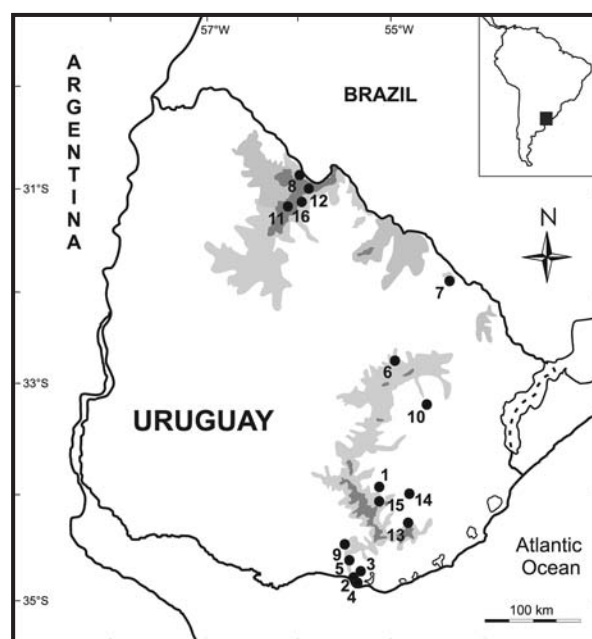 57°W
55°W
ARGENTINA
BRAZIL
31°S
8
12
11
16
N
7
6
33°S
10
URUGUAY
1
15
14
13
9
5
3
2
4
Atlantic
Ocean
35°S
100 km